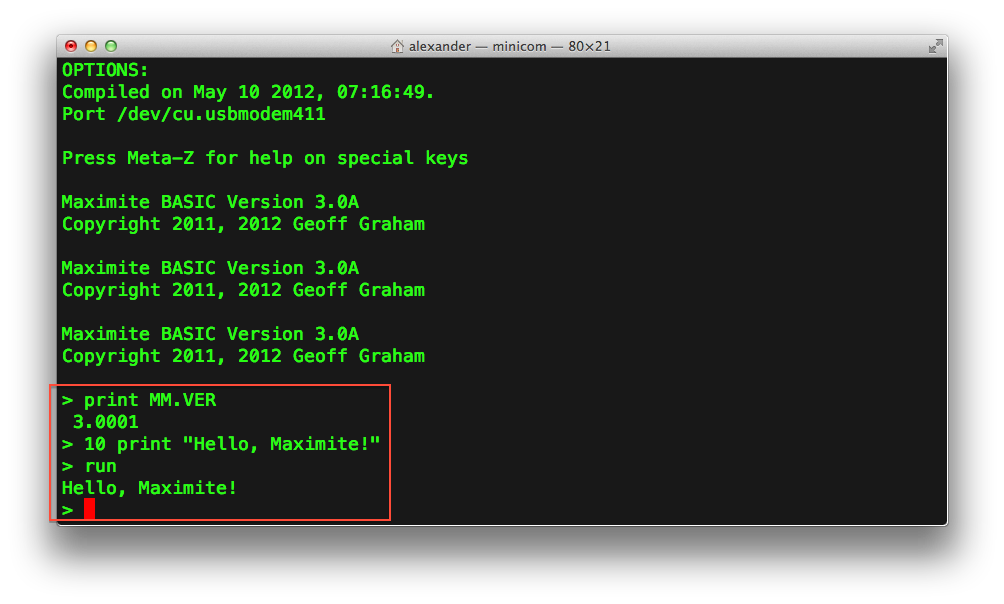 alexander — minicom — 80×21
OPTIONS:
Compiled on May 10 2012, 07:16:49.
Port /dev/cu.usbmodem411
Press Meta-Z for help on special keys
Maximite BASIC Version 3.0A
Copyright 2011, 2012 Geoff Graham
Maximite BASIC Version 3.0A
Copyright 2011, 2012 Geoff Graham
Maximite BASIC Version 3.0A
Copyright 2011, 2012 Geoff Graham
> print MM.VER
 3.0001
> 10 print "Hello, Maximite!"
> run
Hello, Maximite!
>